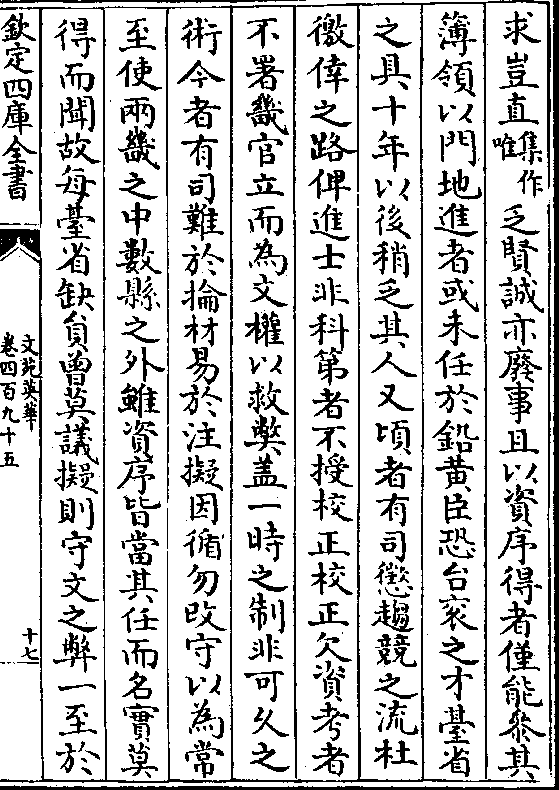 求豈直集作唯乏賢誠亦廢事且以資序得者僅能參其
簿領以門地進者或未任於鉛黄臣恐台衮之才臺省
之具十年以後稍乏其人又頃者有司懲趨競之流杜
徼倖之路俾進士非科第者不授校正校正欠資考者
不署畿官立而為文權以救弊盖一時之制非可久之
術今者有司難於掄材易於注擬因循勿改守以為常
至使兩畿之中數縣之外雖資序皆當其任而名實莫
得而聞故每臺省缺負曾莫議擬則守文之弊一至於
欽定四庫全書
文苑英華
卷四百九十五
十七